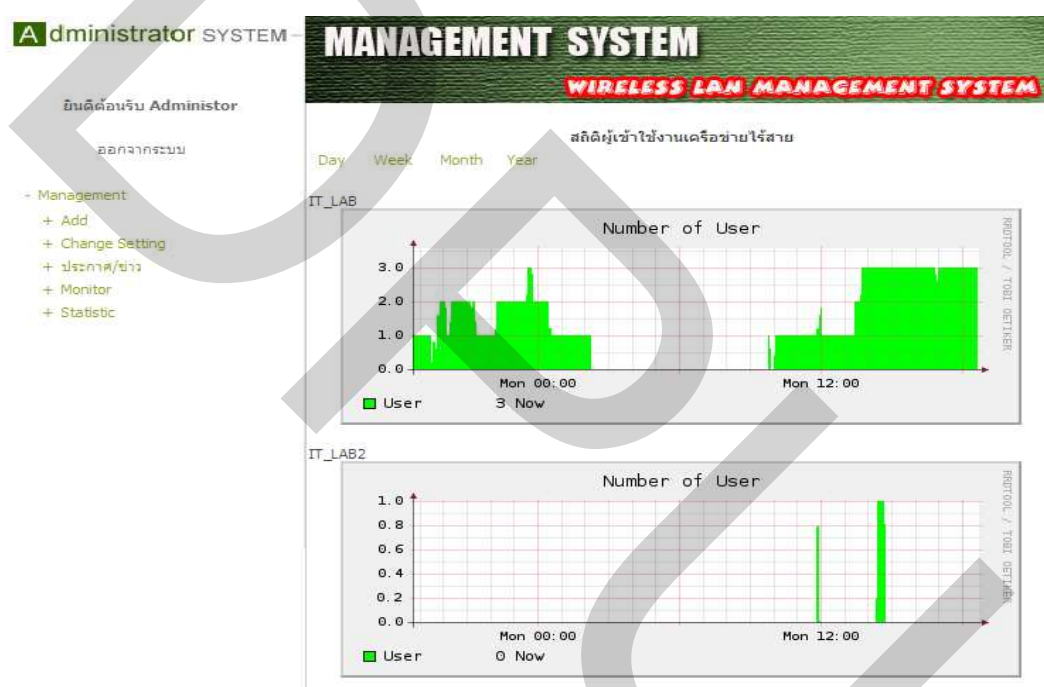 Administrator SYSTEM
ยินดีต้อนรับ Administor
ออกจากระบบ
- Management
+ Add
+ Change Setting
+ ประกาศ/ข่าว
+ Monitor
+ Statistic
MANAGEMENT SYSTEM
WIRELESS LAN MANAGEMENT SYSTEM
สถิติผู้เข้าใช้งานเครือข่ายไร้สาย
Day Week Month Year
IT_LAB
Number of User
3.0
2.0
1.0
0.0
Mon 00:00 Mon 12:00
User 3 Now
RRDTOOL / TOBI OETIKER
IT_LAB2
Number of User
1.0
0.8
0.6
0.4
0.2
0.0
Mon 00:00 Mon 12:00
User 0 Now
RRDTOOL / TOBI OETIKER